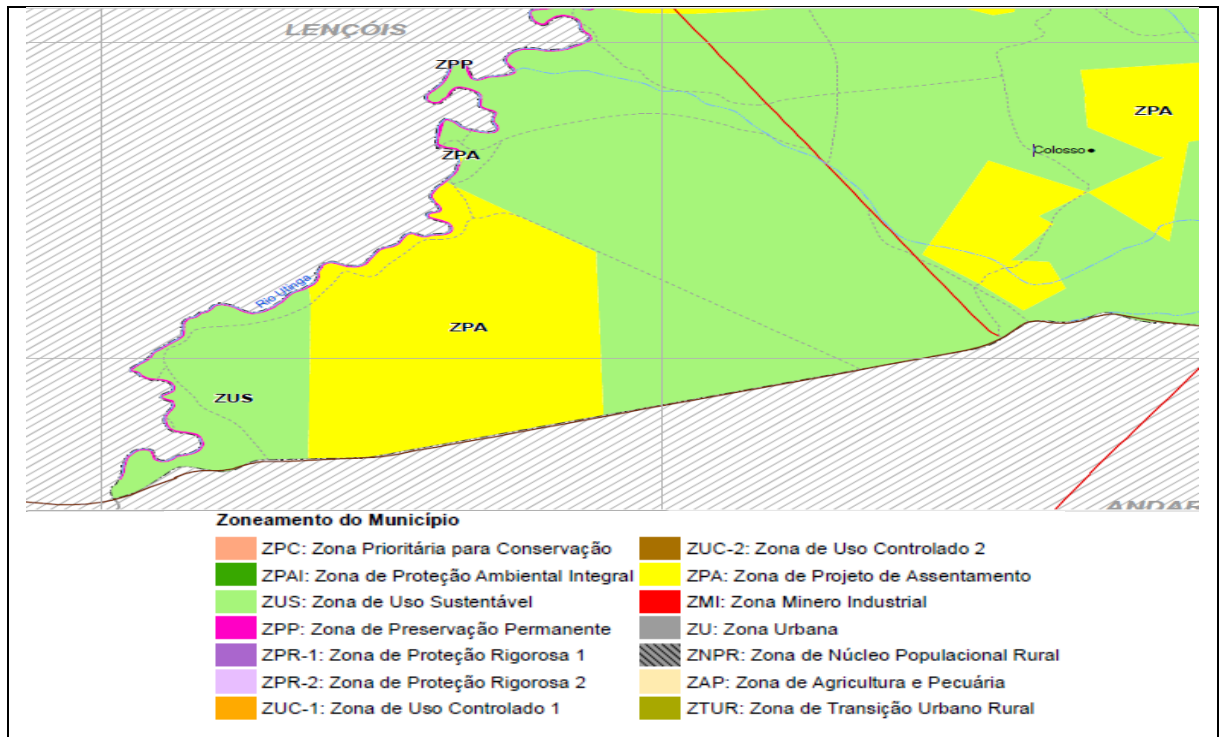 LENÇÓIS
ZPP
ZPA
Colosso
ZPA
Rio Utinga
ZPA
ZUS
ANDAR
Zoneamento do Município
ZPC: Zona Prioritária para Conservação
ZPAI: Zona de Proteção Ambiental Integral
ZUS: Zona de Uso Sustentável
ZPP: Zona de Preservação Permanente
ZPR-1: Zona de Proteção Rigorosa 1
ZPR-2: Zona de Proteção Rigorosa 2
ZUC-1: Zona de Uso Controlado 1
ZUC-2: Zona de Uso Controlado 2
ZPA: Zona de Projeto de Assentamento
ZMI: Zona Minero Industrial
ZU: Zona Urbana
ZNPR: Zona de Núcleo Populacional Rural
ZAP: Zona de Agricultura e Pecuária
ZTUR: Zona de Transição Urbano Rural